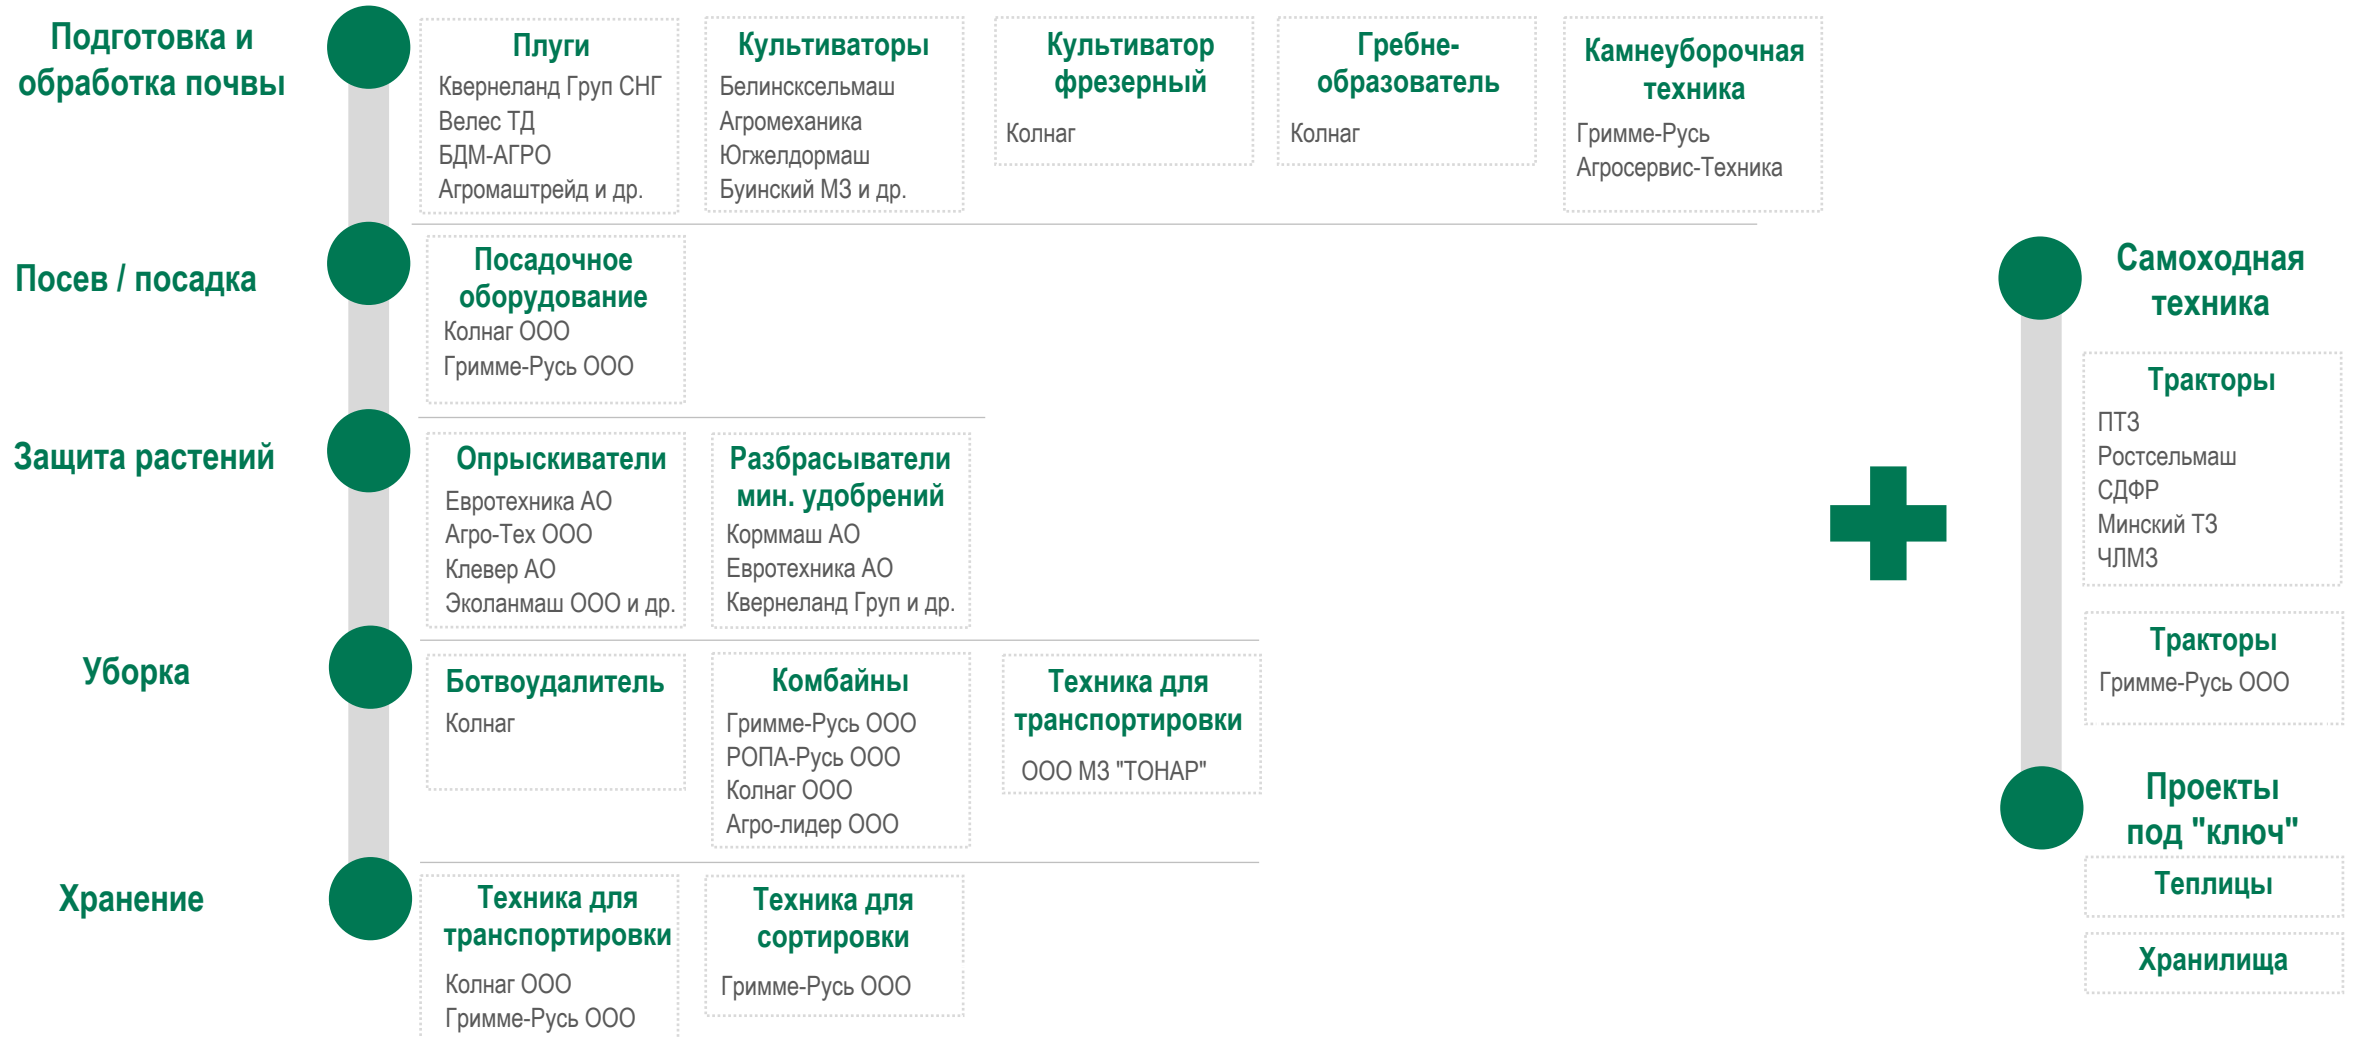 Подготовка и
обработка почвы
Плуги
Квернеланд Груп СНГ
Велес ТД
БДМ-АГРО
Агромаштрейд и др.
Культиваторы
Белинсксельмаш
Агромеханика
Югжелдормаш
Буинский МЗ и др.
Культиватор
фрезерный
Колнаг
Гребне-
образователь
Колнаг
Камнеуборочная
техника
Гримме-Русь
Агросервис-Техника
Посев / посадка
Посадочное
оборудование
Колнаг ООО
Гримме-Русь ООО
Защита растений
Опрыскиватели
Евротехника АО
Агро-Тех ООО
Клевер АО
Эколанмаш ООО и др.
Разбрасыватели
мин. удобрений
Корммаш АО
Евротехника АО
Квернеланд Груп и др.
Уборка
Ботвоудалитель
Колнаг
Комбайны
Гримме-Русь ООО
РОПА-Русь ООО
Колнаг ООО
Агро-лидер ООО
Техника для
транспортировки
ООО МЗ "ТОНАР"
Хранение
Техника для
транспортировки
Колнаг ООО
Гримме-Русь ООО
Техника для
сортировки
Гримме-Русь ООО
Самоходная
техника
Тракторы
ПТЗ
Ростсельмаш
СДФР
Минский ТЗ
ЧЛМЗ
Тракторы
Гримме-Русь ООО
Проекты
под "ключ"
Теплицы
Хранилища